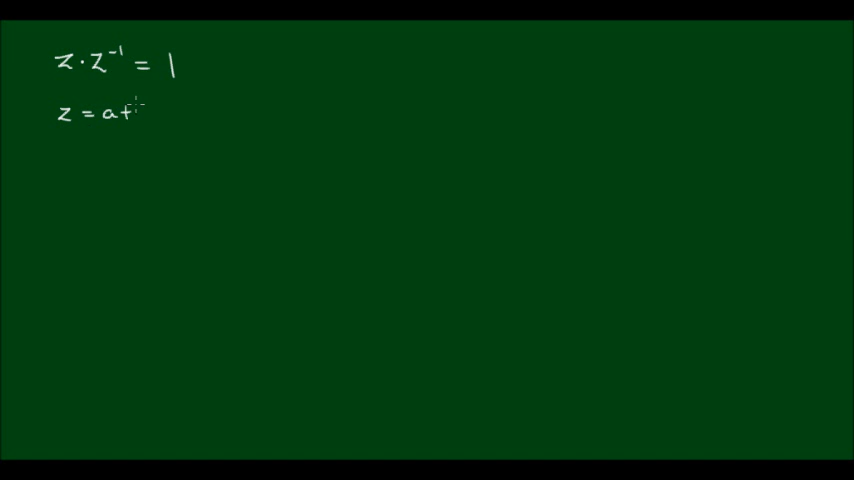 z · z⁻¹ = 1
z = a+